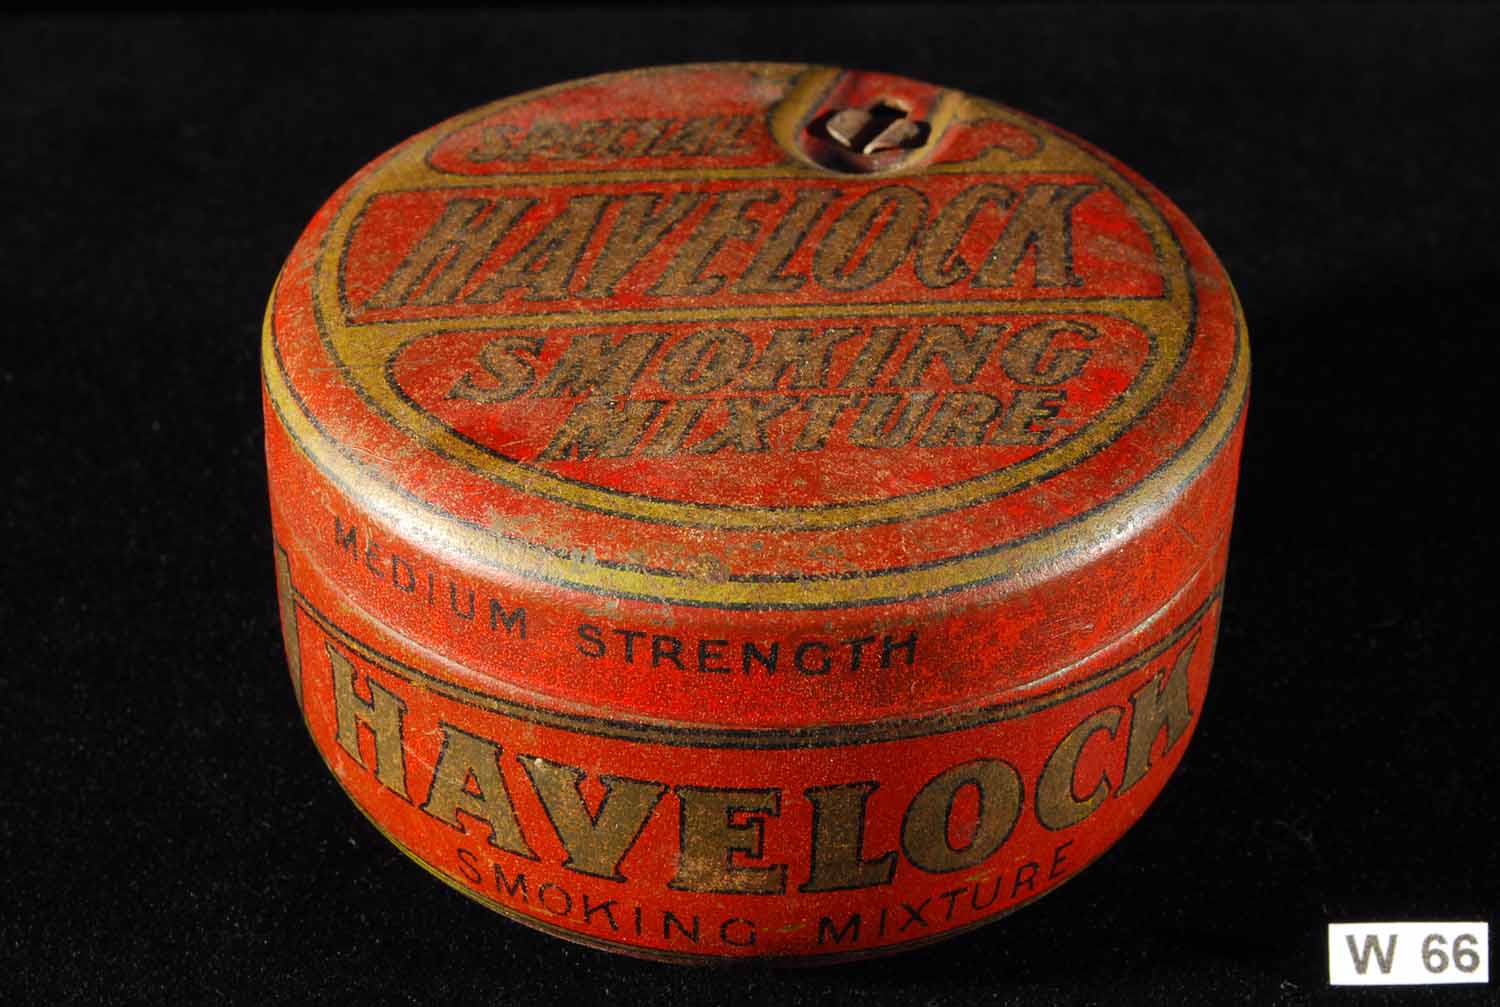 SPECIAL
HAVELOCK
SMOKING
MIXTURE
MEDIUM STRENGTH
HAVELOCK
SMOKING MIXTURE
W 66